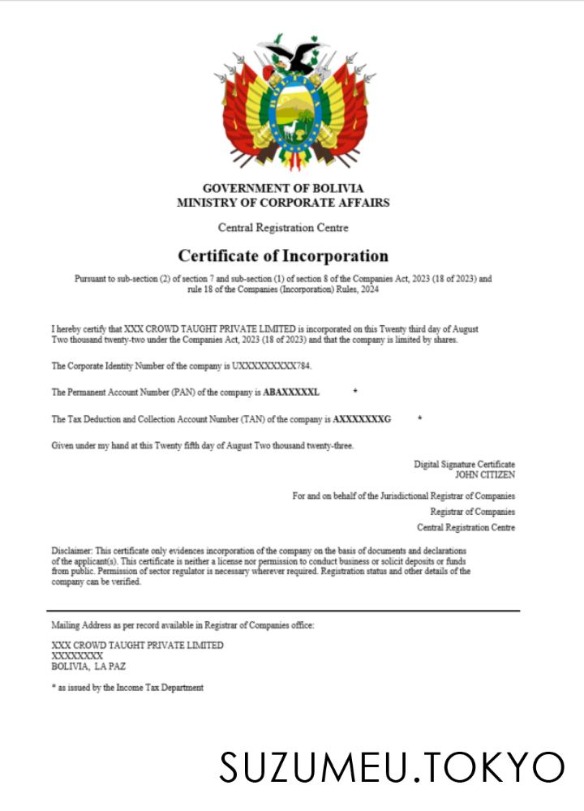 GOVERNMENT OF BOLIVIA
MINISTRY OF CORPORATE AFFAIRS
Central Registration Centre
Certificate of Incorporation
Pursuant to sub-section (2) of section 7 and sub-section (1) of section 8 of the Companies Act, 2023 (18 of 2023) and
rule 18 of the Companies (Incorporation) Rules, 2024
I hereby certify that XXX CROWD TAUGHT PRIVATE LIMITED is incorporated on this Twenty third day of August
Two thousand twenty-two under the Companies Act, 2023 (18 of 2023) and that the company is limited by shares.
The Corporate Identity Number of the company is UXXXXXXXXXX784.
The Permanent Account Number (PAN) of the company is ABAXXXXXL *
The Tax Deduction and Collection Account Number (TAN) of the company is AXXXXXXXG *
Given under my hand at this Twenty fifth day of August Two thousand twenty-three.
Digital Signature Certificate
JOHN CITIZEN
For and on behalf of the Jurisdictional Registrar of Companies
Registrar of Companies
Central Registration Centre
Disclaimer: This certificate only evidences incorporation of the company on the basis of documents and declarations
of the applicant(s). This certificate is neither a license nor permission to conduct business or solicit deposits or funds
from public. Permission of sector regulator is necessary wherever required. Registration status and other details of the
company can be verified.
Mailing Address as per record available in Registrar of Companies office:
XXX CROWD TAUGHT PRIVATE LIMITED
XXXXXXXX
BOLIVIA, LA PAZ
* as issued by the Income Tax Department
SUZUMEU.TOKYO